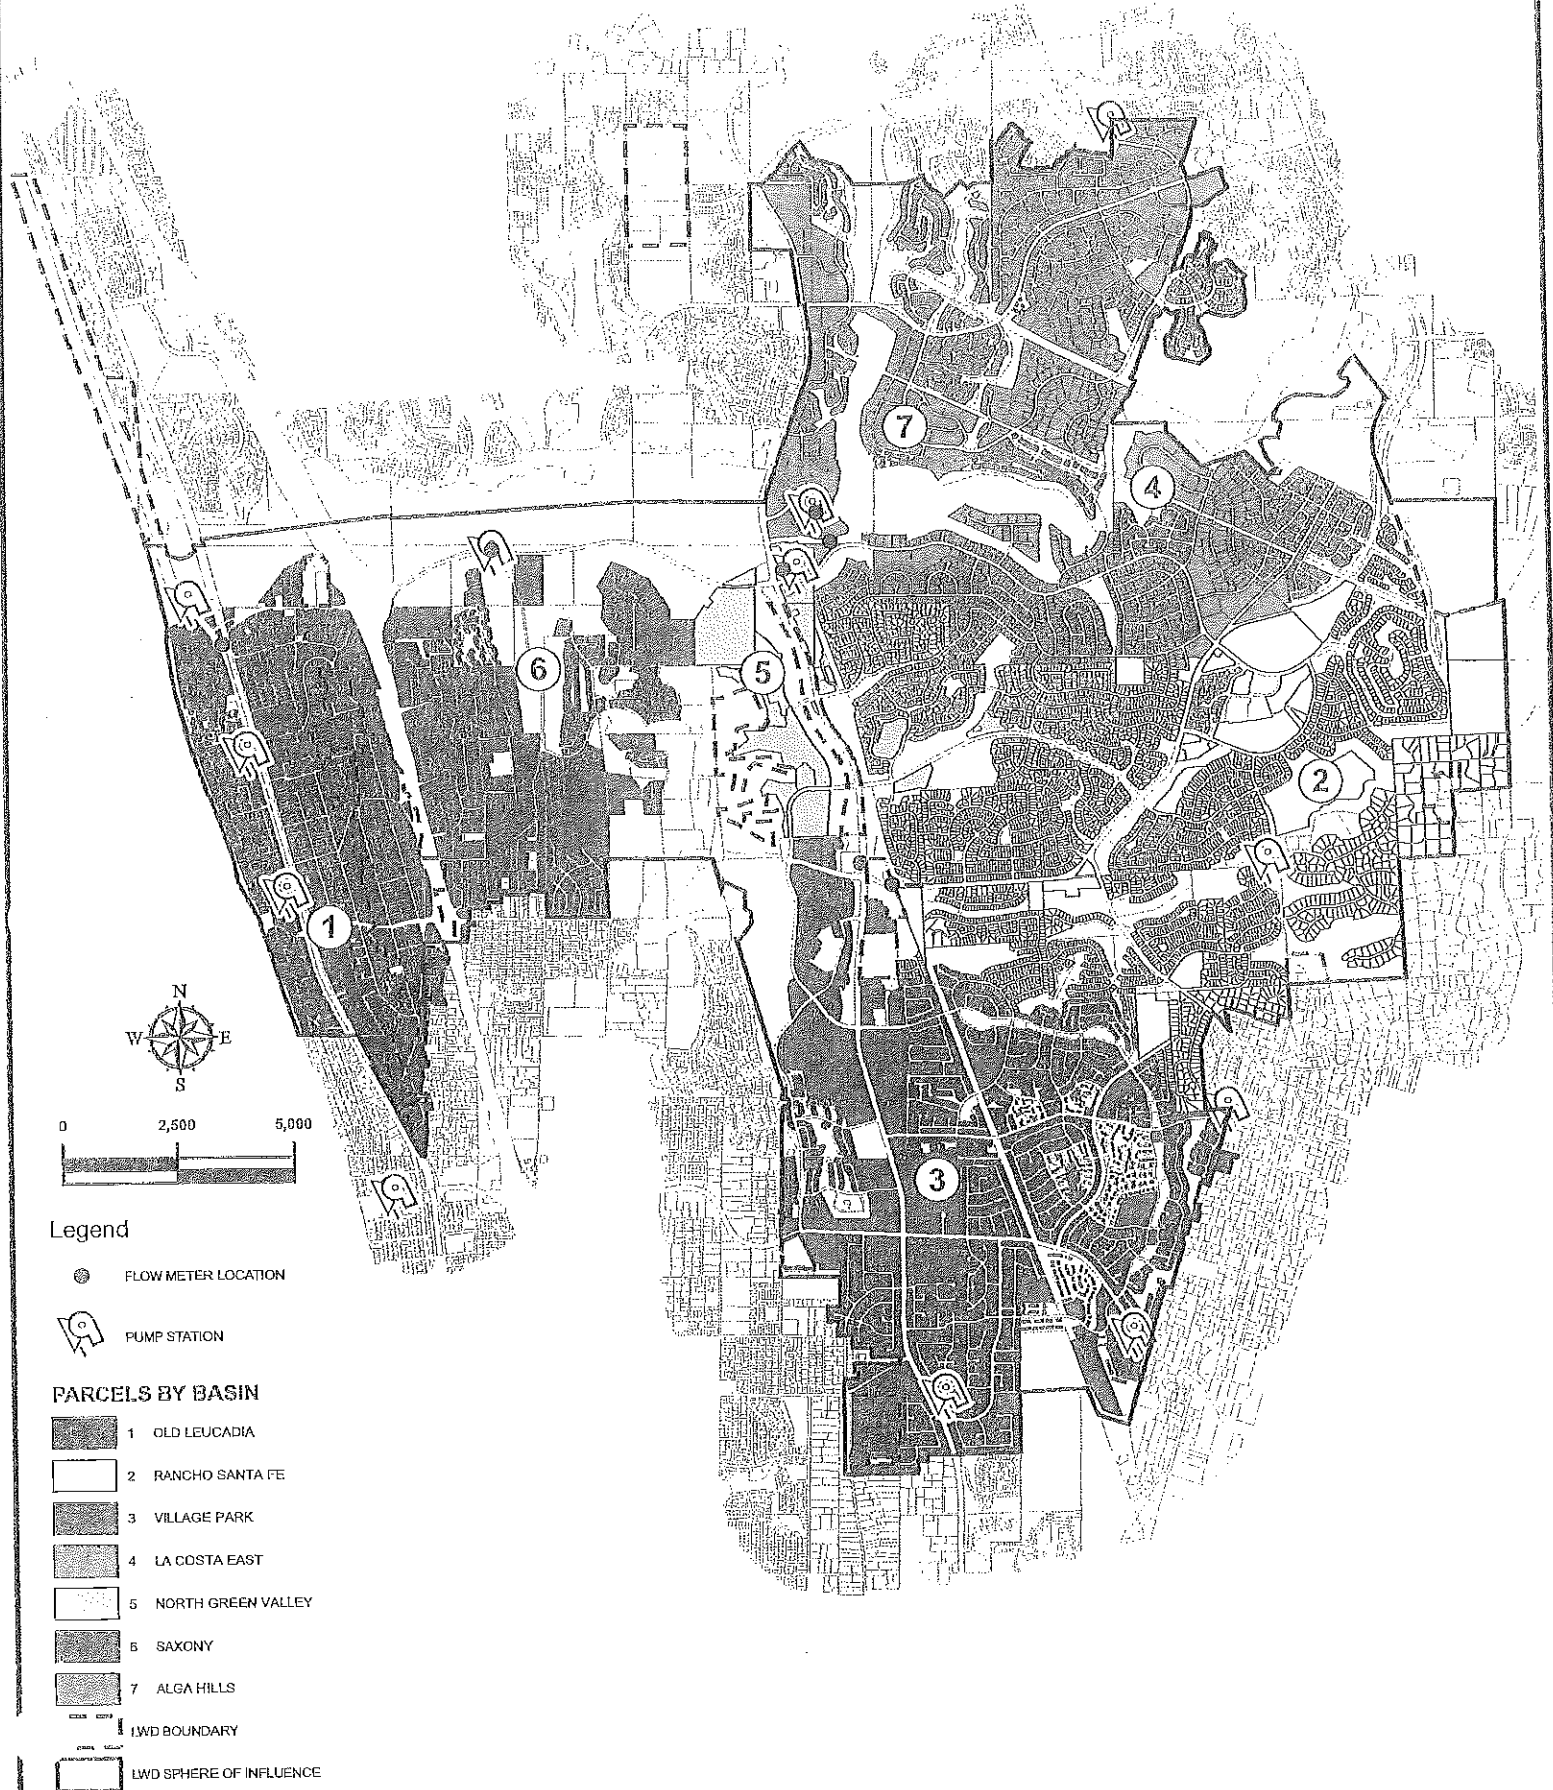 7
4
6
5
2
1
3
N
W E
S
0 2,500 5,000
Legend
FLOW METER LOCATION
PUMP STATION
PARCELS BY BASIN
1 OLD LEUCADIA
2 RANCHO SANTA FE
3 VILLAGE PARK
4 LA COSTA EAST
5 NORTH GREEN VALLEY
6 SAXONY
7 ALGA HILLS
LWD BOUNDARY
LWD SPHERE OF INFLUENCE